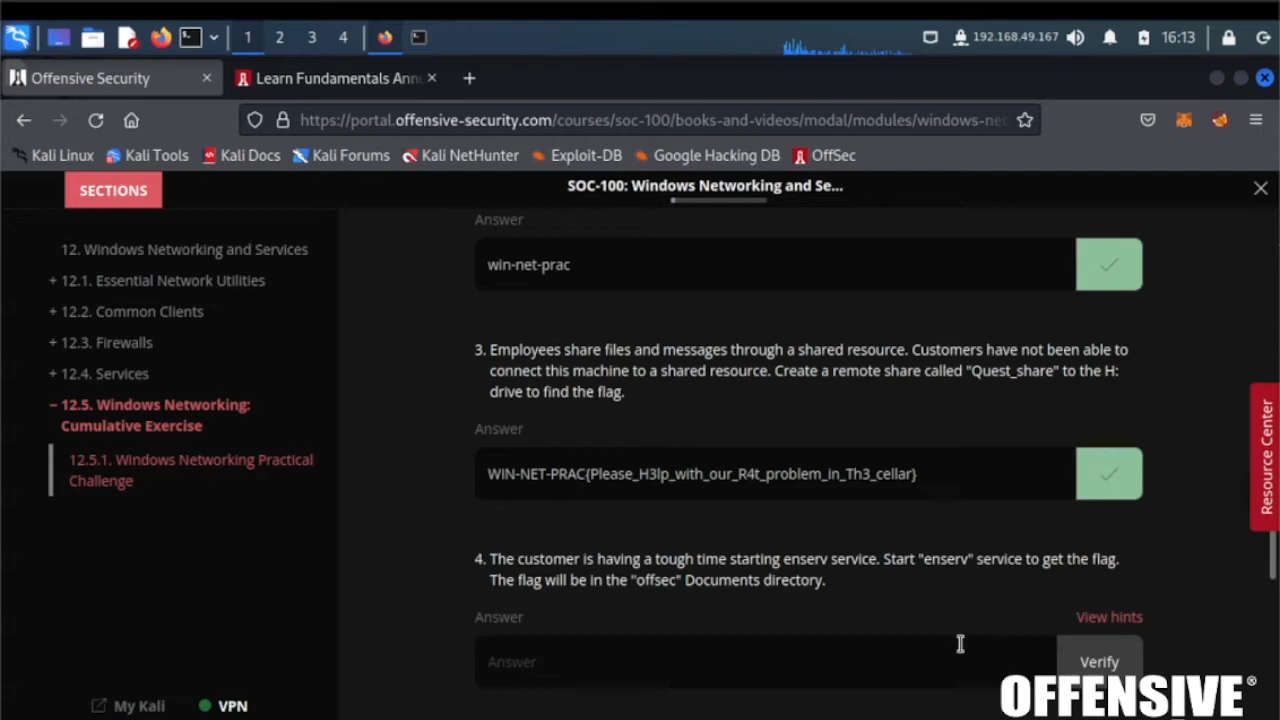 1 2 3 4 192.168.49.167 16:13
Offensive Security Learn Fundamentals Ann
https://portal.offensive-security.com/courses/soc-100/books-and-videos/modal/modules/windows-net
Kali Linux Kali Tools Kali Docs Kali Forums Kali NetHunter Exploit-DB Google Hacking DB OffSec
SECTIONS
SOC-100: Windows Networking and Se...
12. Windows Networking and Services
+ 12.1. Essential Network Utilities
+ 12.2. Common Clients
+ 12.3. Firewalls
+ 12.4. Services
− 12.5. Windows Networking:
Cumulative Exercise
12.5.1. Windows Networking Practical
Challenge
My Kali VPN
Answer
win-net-prac
3. Employees share files and messages through a shared resource. Customers have not been able to
connect this machine to a shared resource. Create a remote share called "Quest_share" to the H:
drive to find the flag.
Answer
WIN-NET-PRAC{Please_H3lp_with_our_R4t_problem_in_Th3_cellar}
4. The customer is having a tough time starting enserv service. Start "enserv" service to get the flag.
The flag will be in the "offsec" Documents directory.
Answer View hints
Answer Verify
Resource Center
OFFENSIVE®